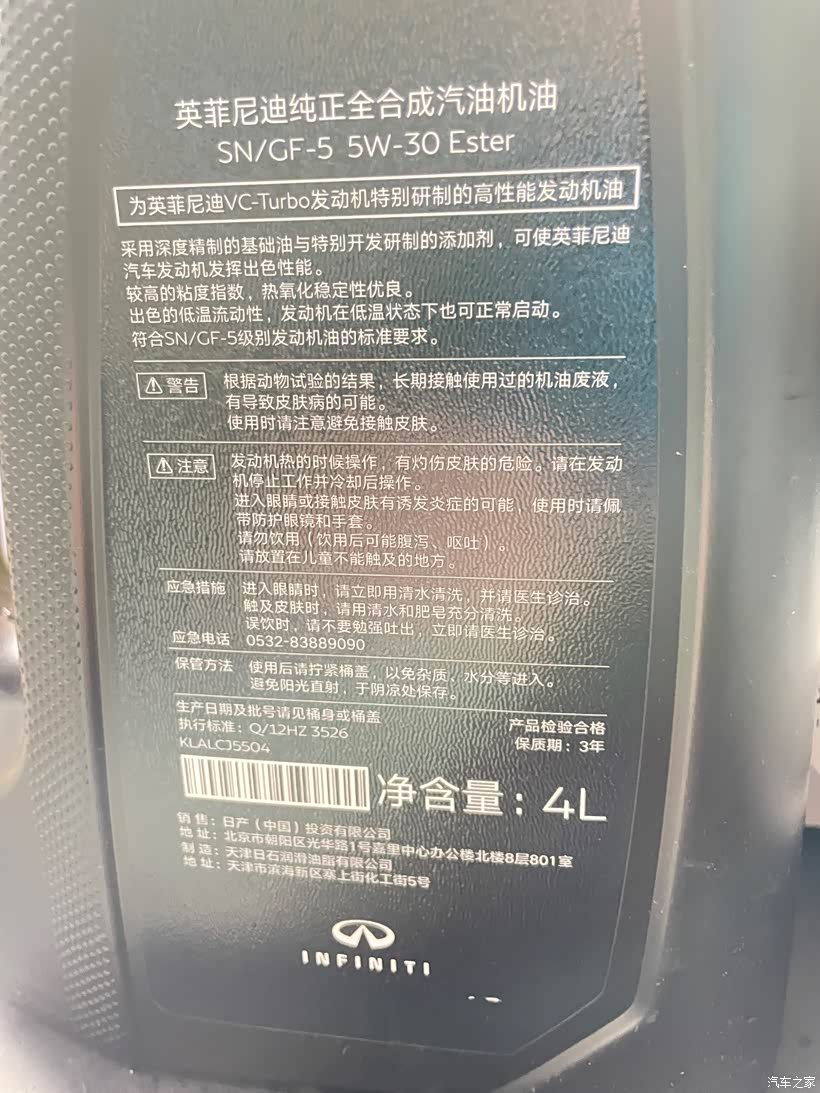 英菲尼迪纯正全合成汽油机油
SN/GF-5 5W-30 Ester
为英菲尼迪VC-Turbo发动机特别研制的高性能发动机油
采用深度精制的基础油与特别开发研制的添加剂，可使英菲尼迪
汽车发动机发挥出色性能。
较高的粘度指数，热氧化稳定性优良。
出色的低温流动性，发动机在低温状态下也可正常启动。
符合SN/GF-5级别发动机油的标准要求。
警告 根据动物试验的结果，长期接触使用过的机油废液，
有导致皮肤病的可能。
使用时请注意避免接触皮肤。
注意 发动机热的时候操作，有灼伤皮肤的危险。请在发动
机停止工作并冷却后操作。
进入眼睛或接触皮肤有诱发炎症的可能，使用时请佩
带防护眼镜和手套。
请勿饮用（饮用后可能腹泻、呕吐）。
请放置在儿童不能触及的地方。
应急措施 进入眼睛时，请立即用清水清洗，并请医生诊治。
触及皮肤时，请用清水和肥皂充分清洗。
误饮时，请不要勉强吐出，立即请医生诊治。
应急电话 0532-83889090
保管方法 使用后请拧紧桶盖，以免杂质、水分等进入。
避免阳光直射，于阴凉处保存。
生产日期及批号请见桶身或桶盖
执行标准：Q/12HZ 3526 产品检验合格
KLALCJ5504 保质期：3年
净含量：4L
销售：日产（中国）投资有限公司
地址：北京市朝阳区光华路1号嘉里中心办公楼北楼8层801室
制造：天津日石润滑油脂有限公司
地址：天津市滨海新区塞上街化工街5号
INFINITI
汽车之家